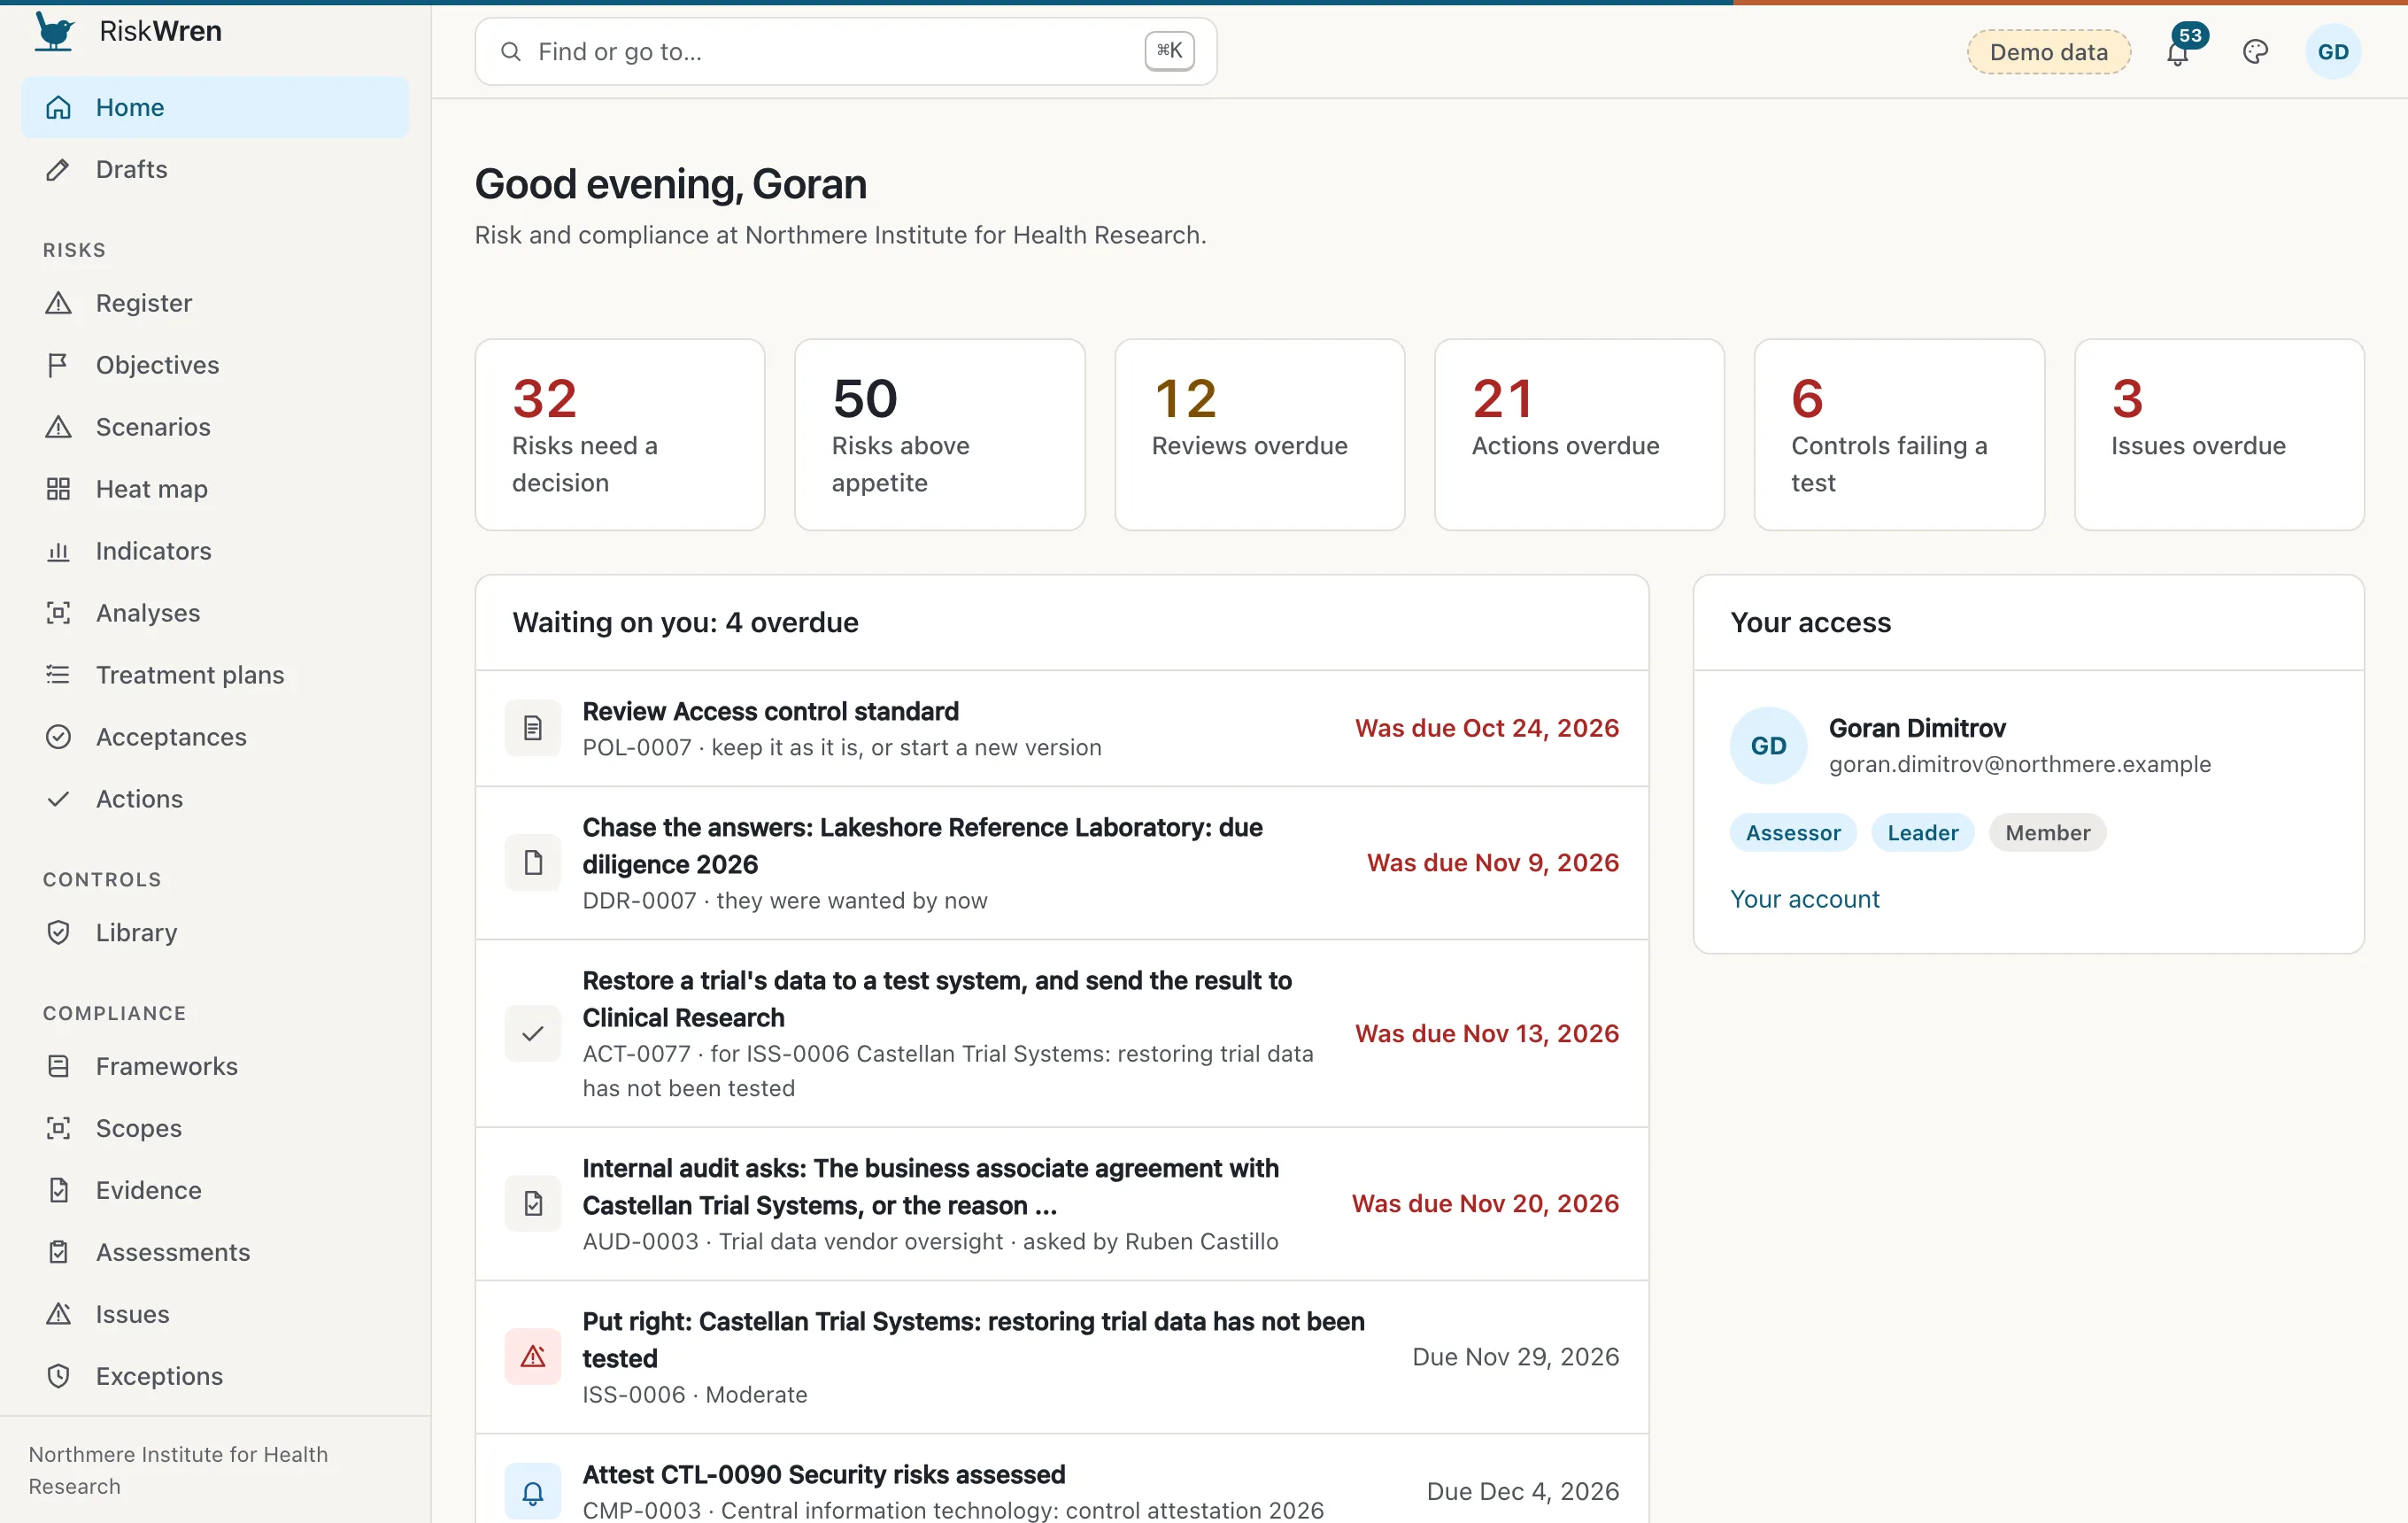 RiskWren
Find or go to...
⌘K
Demo data
53
GD
Home
Drafts
RISKS
Register
Objectives
Scenarios
Heat map
Indicators
Analyses
Treatment plans
Acceptances
Actions
CONTROLS
Library
COMPLIANCE
Frameworks
Scopes
Evidence
Assessments
Issues
Exceptions
Northmere Institute for Health
Research
Good evening, Goran
Risk and compliance at Northmere Institute for Health Research.
32
Risks need a
decision
50
Risks above
appetite
12
Reviews overdue
21
Actions overdue
6
Controls failing a
test
3
Issues overdue
Waiting on you: 4 overdue
Review Access control standard
POL-0007 · keep it as it is, or start a new version
Was due Oct 24, 2026
Chase the answers: Lakeshore Reference Laboratory: due
diligence 2026
DDR-0007 · they were wanted by now
Was due Nov 9, 2026
Restore a trial's data to a test system, and send the result to
Clinical Research
ACT-0077 · for ISS-0006 Castellan Trial Systems: restoring trial data
has not been tested
Was due Nov 13, 2026
Internal audit asks: The business associate agreement with
Castellan Trial Systems, or the reason ...
AUD-0003 · Trial data vendor oversight · asked by Ruben Castillo
Was due Nov 20, 2026
Put right: Castellan Trial Systems: restoring trial data has not been
tested
ISS-0006 · Moderate
Due Nov 29, 2026
Attest CTL-0090 Security risks assessed
CMP-0003 · Central information technology: control attestation 2026
Due Dec 4, 2026
Your access
GD
Goran Dimitrov
goran.dimitrov@northmere.example
Assessor
Leader
Member
Your account